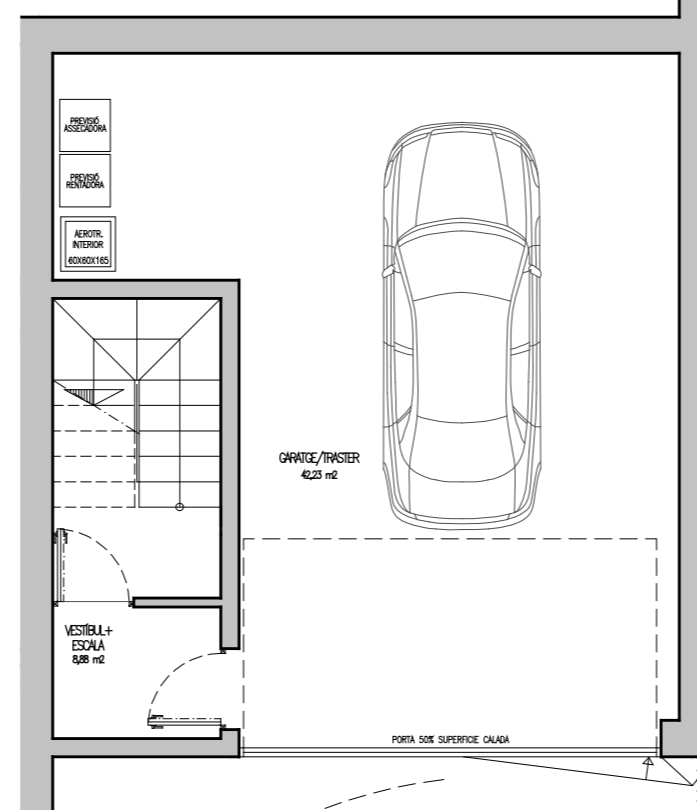 PREVISIÓ
ASSECADORA
PREVISIÓ
RENTADORA
AEROTR.
INTERIOR
60X60X165
GARATGE/TRASTER
42,23 m2
VESTÍBUL+
ESCALA
8,88 m2
PORTA 50% SUPERFICIE CALADA